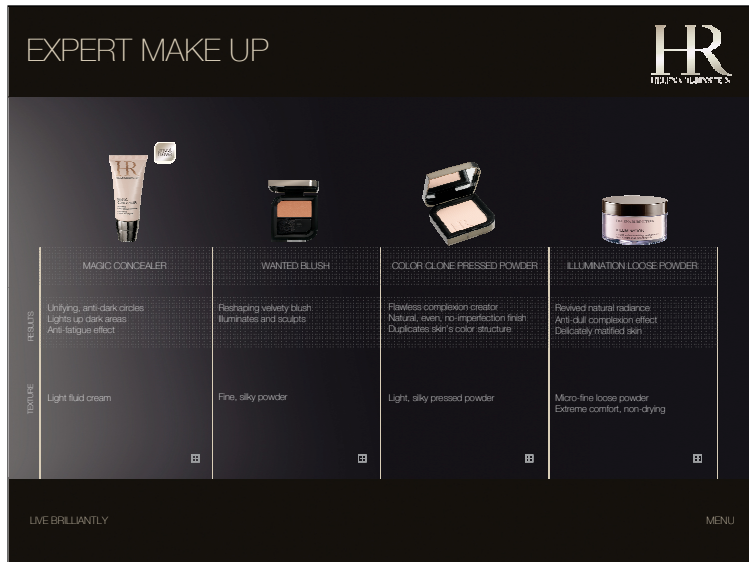 EXPERT MAKE UP
HR
HR
MAGIC CONCEALER
WANTED BLUSH
COLOR CLONE PRESSED POWDER
ILLUMINATION LOOSE POWDER
RESULTS
Unifying, anti-dark circles
Lights up dark areas
Anti-fatigue effect
Reshaping velvety blush
Illuminates and sculpts
Flawless complexion creator
Natural, even, no-imperfection finish
Duplicates skin's color structure
Revived natural radiance
Anti-dull complexion effect
Delicately matified skin
TEXTURE
Light fluid cream
Fine, silky powder
Light, silky pressed powder
Micro-fine loose powder
Extreme comfort, non-drying
LIVE BRILLIANTLY
MENU